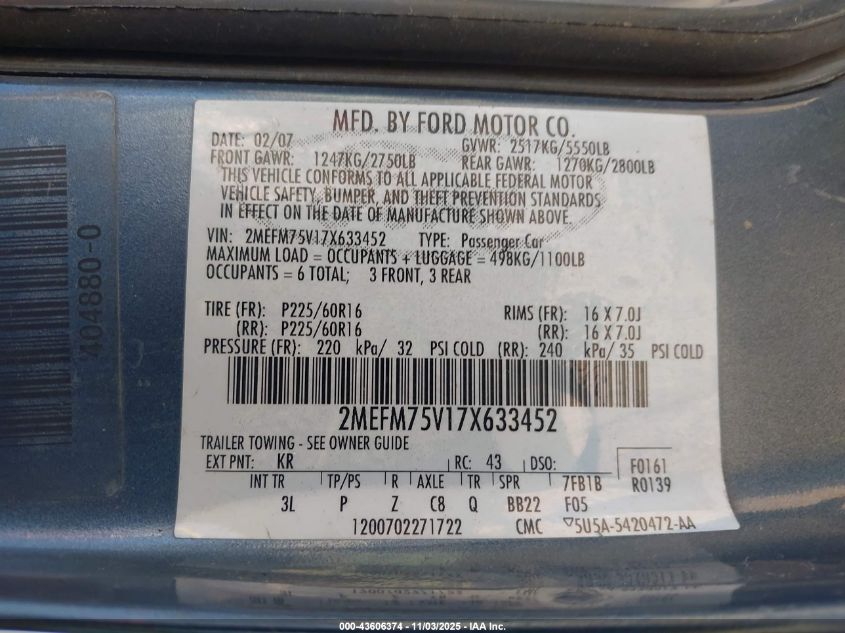 MFD. BY FORD MOTOR CO.
DATE: 02/07 GVWR: 2517KG/5550LB
FRONT GAWR: 1247KG/2750LB REAR GAWR: 1270KG/2800LB
THIS VEHICLE CONFORMS TO ALL APPLICABLE FEDERAL MOTOR
VEHICLE SAFETY, BUMPER, AND THEFT PREVENTION STANDARDS
IN EFFECT ON THE DATE OF MANUFACTURE SHOWN ABOVE.
VIN: 2MEFM75V17X633452 TYPE: Passenger Car
MAXIMUM LOAD = OCCUPANTS + LUGGAGE = 498KG/1100LB
OCCUPANTS = 6 TOTAL; 3 FRONT, 3 REAR
TIRE (FR): P225/60R16 RIMS (FR): 16 X 7.0J
(RR): P225/60R16 (RR): 16 X 7.0J
PRESSURE (FR): 220 kPa/ 32 PSI COLD (RR): 240 kPa/ 35 PSI COLD
2MEFM75V17X633452
TRAILER TOWING - SEE OWNER GUIDE
EXT PNT: KR RC: 43 DSO: F0161
INT TR TP/PS R AXLE TR SPR 7FB1B R0139
3L P Z C8 Q BB22 F05
1200702271722 CMC 5U5A-5420472-AA
404880-0
000-43606374 - 11/03/2025 - IAA, Inc.